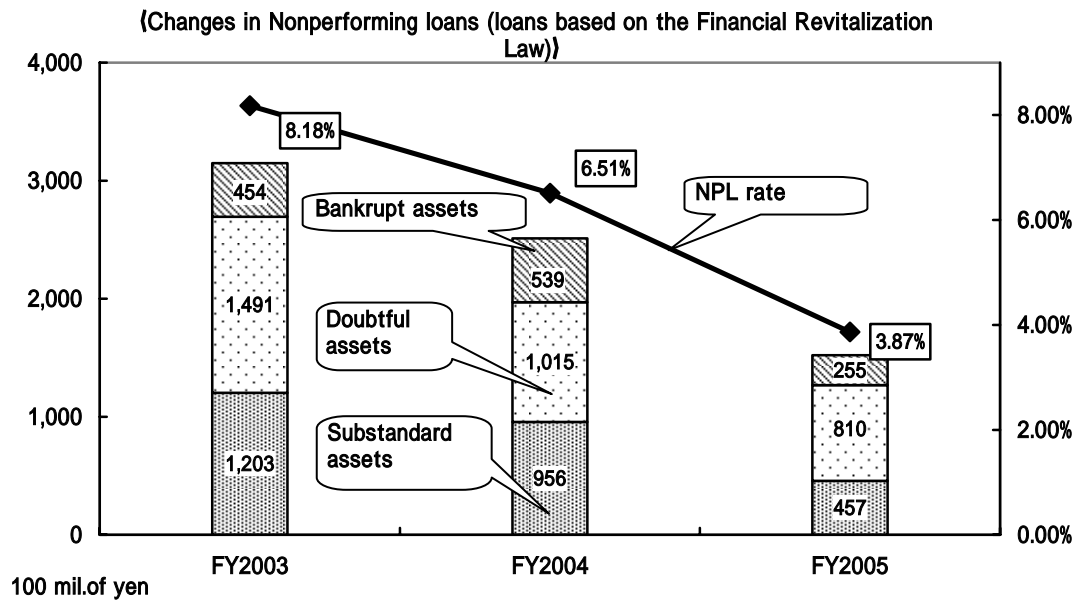 ⟨Changes in Nonperforming loans (loans based on the Financial Revitalization
Law)⟩
4,000
3,000
2,000
1,000
0
8.00%
6.00%
4.00%
2.00%
0.00%
8.18%
6.51%
3.87%
NPL rate
Bankrupt assets
Doubtful
assets
Substandard
assets
454
1,491
1,203
539
1,015
956
255
810
457
FY2003
FY2004
FY2005
100 mil.of yen